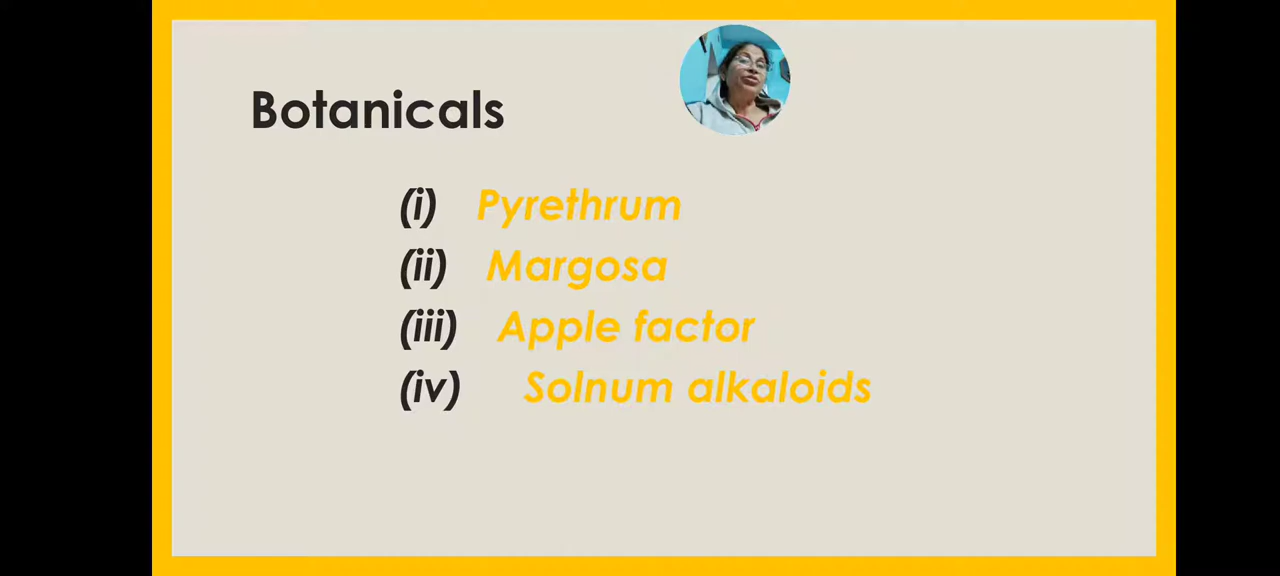 Botanicals
(i) Pyrethrum
(ii) Margosa
(iii) Apple factor
(iv) Solnum alkaloids